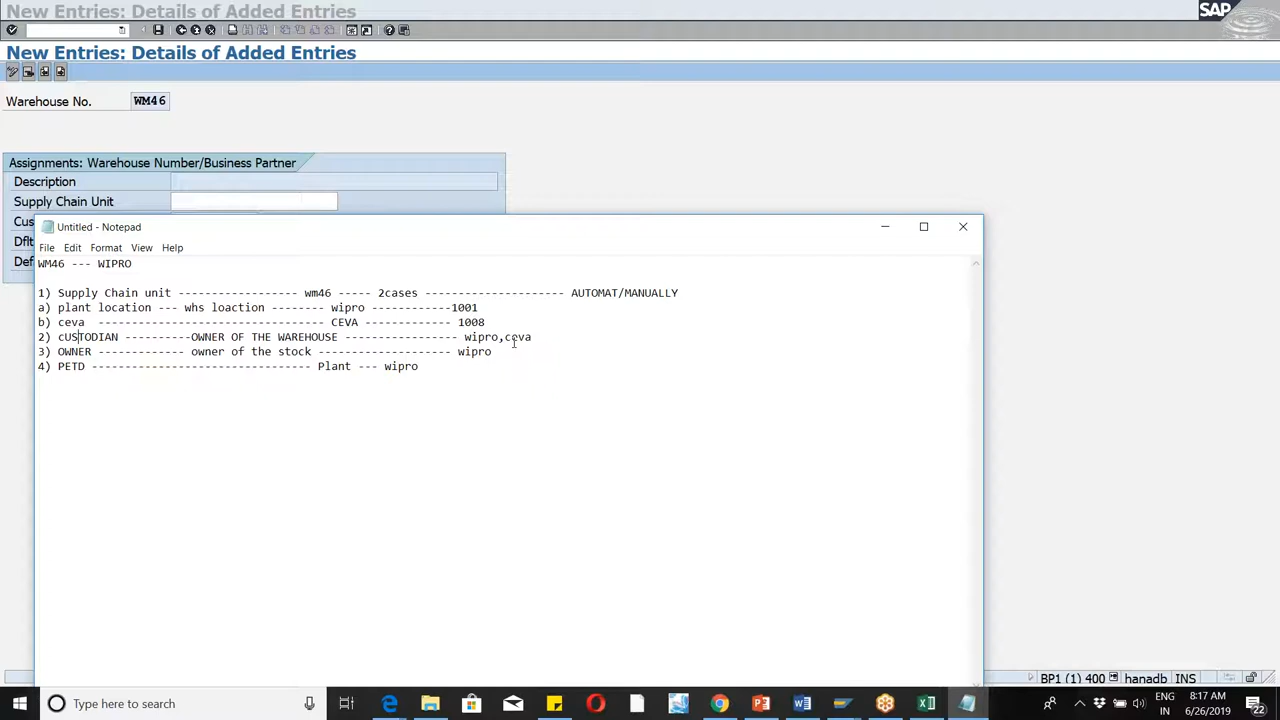 New Entries: Details of Added Entries
SAP
New Entries: Details of Added Entries
Warehouse No. WM46
Assignments: Warehouse Number/Business Partner
Description
Supply Chain Unit
Cus
Dflt
Def
Untitled - Notepad
File Edit Format View Help
WM46 --- WIPRO
1) Supply Chain unit ------------------ wm46 ----- 2cases --------------------- AUTOMAT/MANUALLY
a) plant location --- whs loaction -------- wipro ------------1001
b) ceva ---------------------------------- CEVA ------------- 1008
2) cUSTODIAN ----------OWNER OF THE WAREHOUSE ----------------- wipro,ceva
3) OWNER ------------- owner of the stock -------------------- wipro
4) PETD --------------------------------- Plant --- wipro
BP1 (1) 400 hanadb INS
Type here to search
ENG
IN
8:17 AM
6/26/2019
22